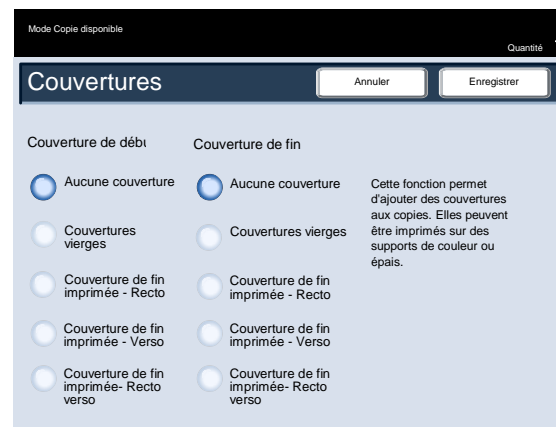 Mode Copie disponible
Quantité
Couvertures
Annuler
Enregistrer
Couverture de débu
Couverture de fin
Aucune couverture
Couvertures
vierges
Couverture de fin
imprimée - Recto
Couverture de fin
imprimée - Verso
Couverture de fin
imprimée- Recto
verso
Aucune couverture
Couvertures vierges
Couverture de fin
imprimée - Recto
Couverture de fin
imprimée - Verso
Couverture de fin
imprimée- Recto
verso
Cette fonction permet
d'ajouter des couvertures
aux copies. Elles peuvent
être imprimés sur des
supports de couleur ou
épais.